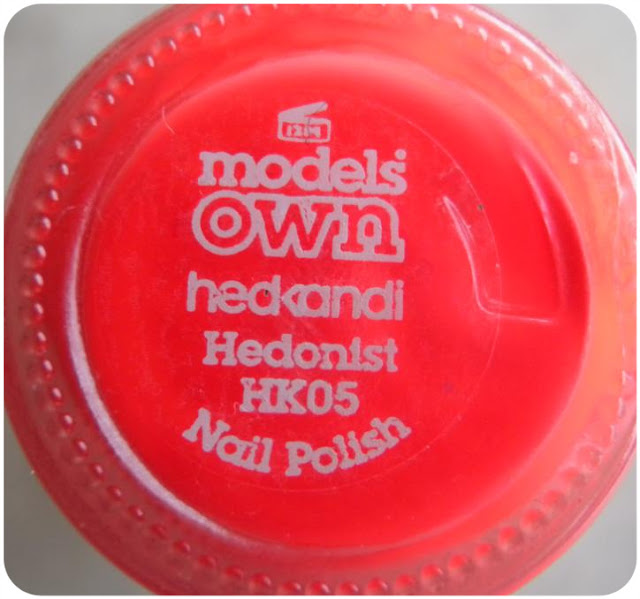 12M
models
own
hedkandi
Hedonist
HK05
Nail Polish